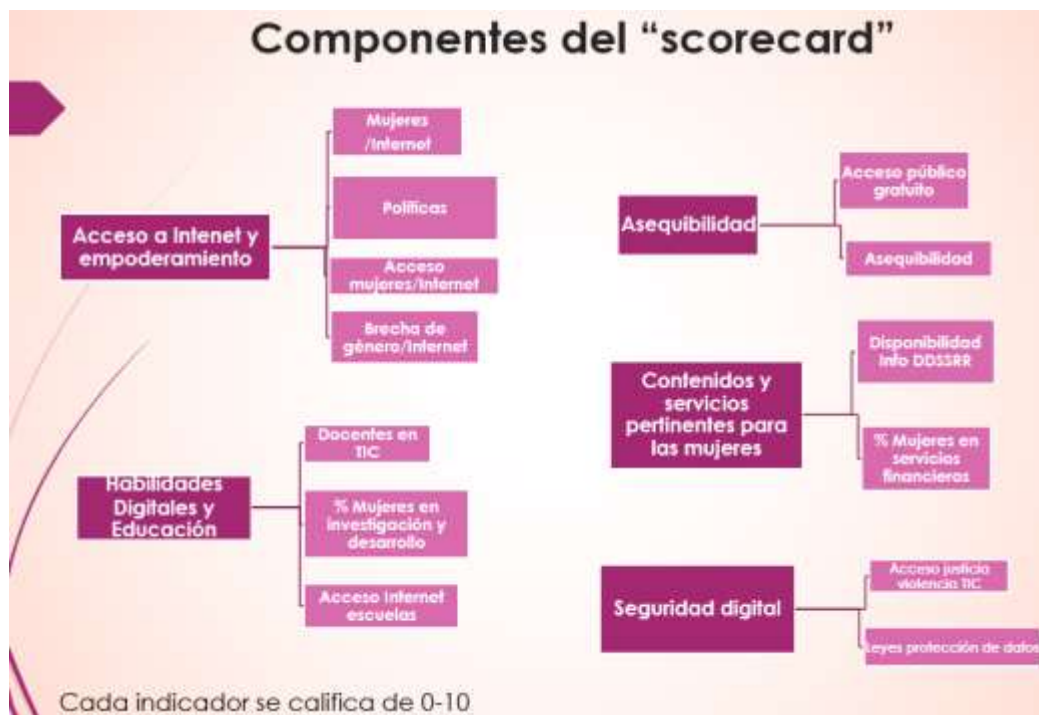 Componentes del “scorecard”
Acceso a Intenet y
empoderamiento
Mujeres
/Internet
Políticas
Acceso
mujeres/Internet
Brecha de
género/Internet
Habilidades
Digitales y
Educación
Docentes en
TIC
% Mujeres en
investigación y
desarrollo
Acceso Internet
escuelas
Asequibilidad
Acceso público
gratuito
Asequibilidad
Contenidos y
servicios
pertinentes para
las mujeres
Disponibilidad
Info DDSSRR
% Mujeres en
servicios
financieros
Seguridad digital
Acceso justicia
violencia TIC
Leyes protección de datos
Cada indicador se califica de 0-10